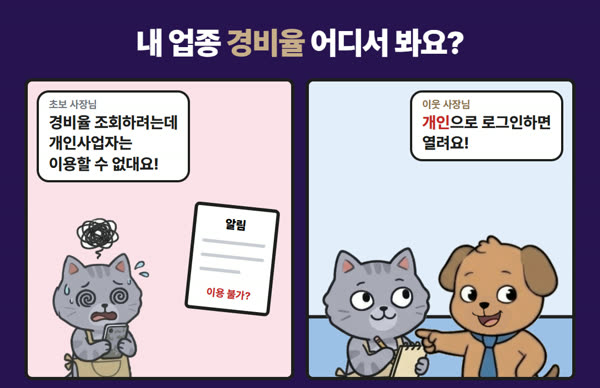 내 업종 경비율 어디서 봐요?
초보 사장님
경비율 조회하려는데
개인사업자는
이용할 수 없대요!
알림
이용 불가?
이웃 사장님
개인으로 로그인하면
열려요!